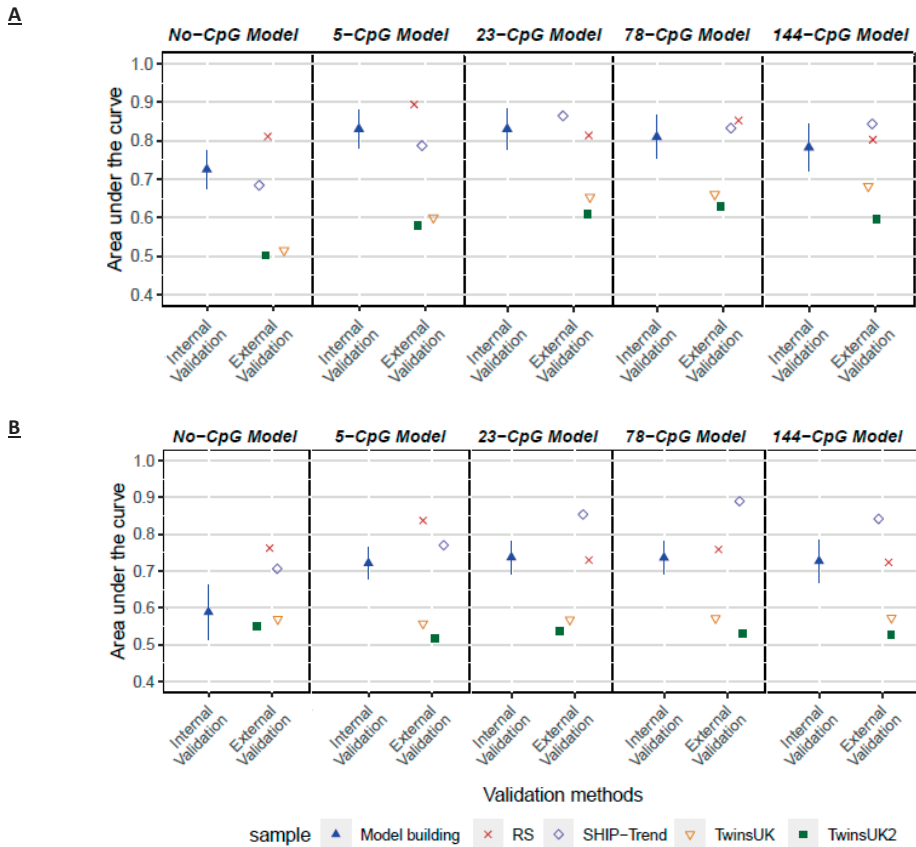 A
No-CpG Model 5-CpG Model 23-CpG Model 78-CpG Model 144-CpG Model
Area under the curve
1.0
0.9
0.8
0.7
0.6
0.5
0.4
Internal Validation
External Validation
Internal Validation
External Validation
Internal Validation
External Validation
Internal Validation
External Validation
Internal Validation
External Validation
B
No-CpG Model 5-CpG Model 23-CpG Model 78-CpG Model 144-CpG Model
Area under the curve
1.0
0.9
0.8
0.7
0.6
0.5
0.4
Internal Validation
External Validation
Internal Validation
External Validation
Internal Validation
External Validation
Internal Validation
External Validation
Internal Validation
External Validation
Validation methods
sample Model building RS SHIP-Trend TwinsUK TwinsUK2